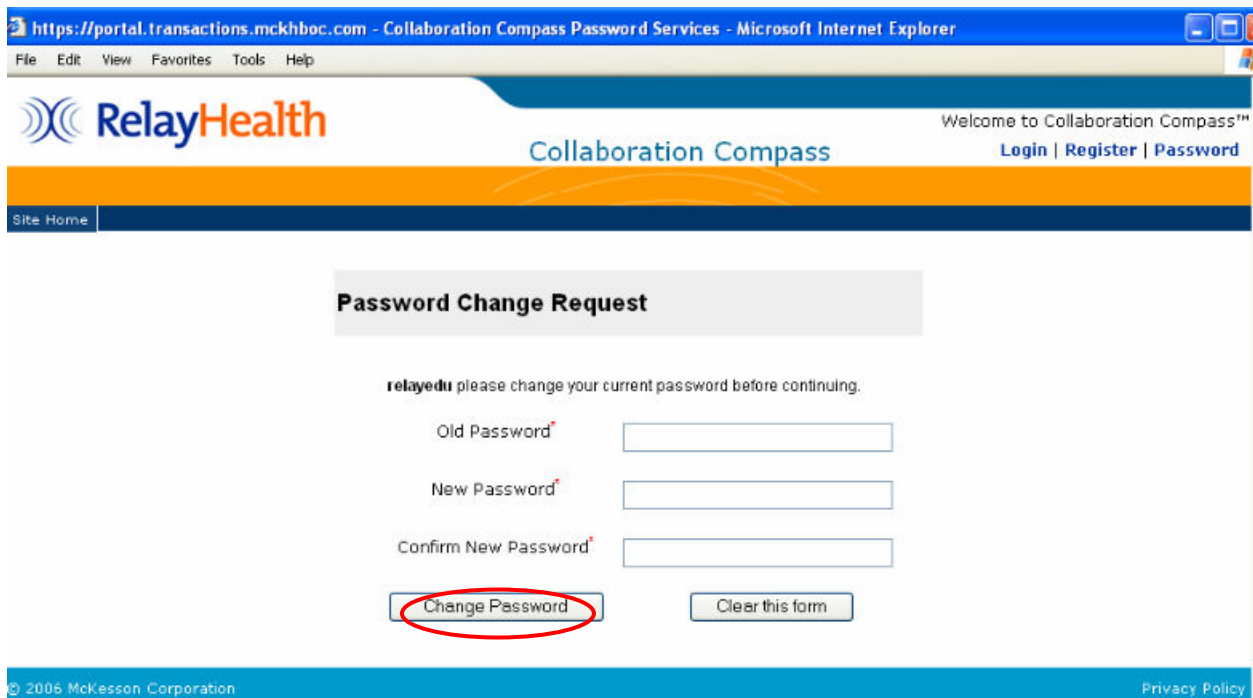 https://portal.transactions.mckhboc.com - Collaboration Compass Password Services - Microsoft Internet Explorer
File Edit View Favorites Tools Help
RelayHealth
Collaboration Compass
Welcome to Collaboration Compass™
Login | Register | Password
Site Home
Password Change Request
relayedu please change your current password before continuing.
Old Password*
New Password*
Confirm New Password*
Change Password Clear this form
© 2006 McKesson Corporation Privacy Policy